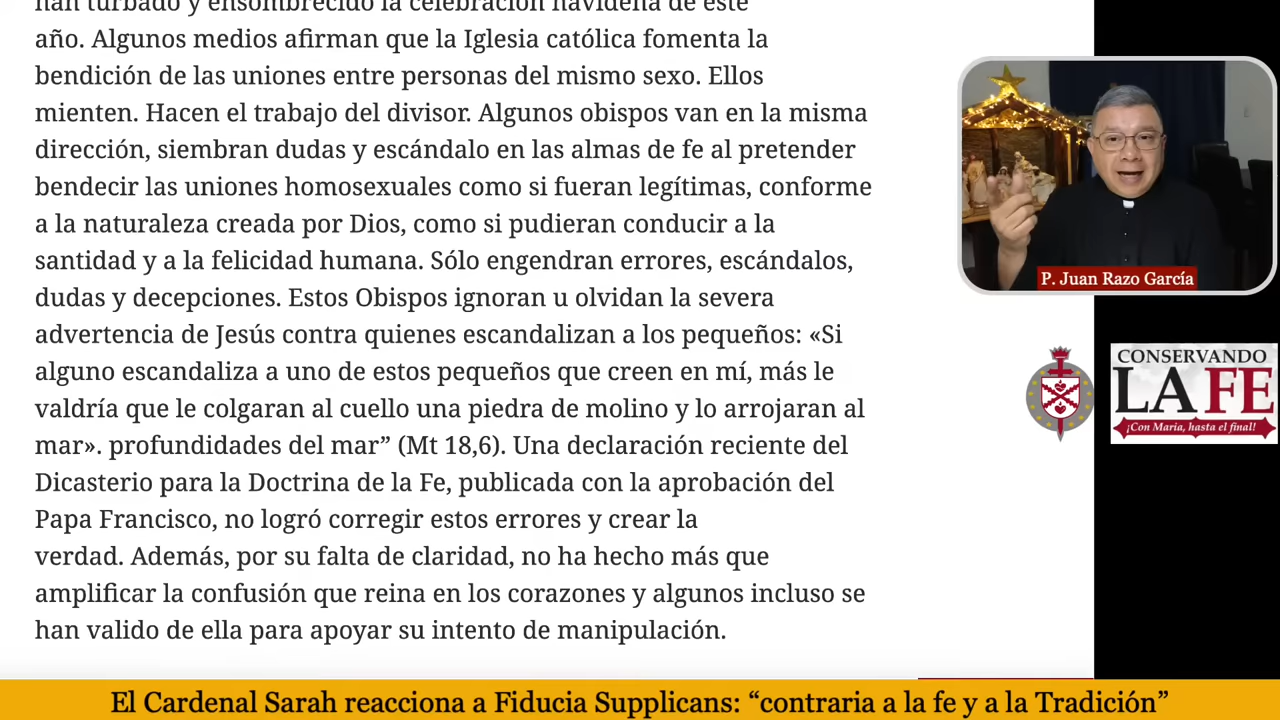 han turbado y ensombrecido la celebración navideña de este
año. Algunos medios afirman que la Iglesia católica fomenta la
bendición de las uniones entre personas del mismo sexo. Ellos
mienten. Hacen el trabajo del divisor. Algunos obispos van en la misma
dirección, siembran dudas y escándalo en las almas de fe al pretender
bendecir las uniones homosexuales como si fueran legítimas, conforme
a la naturaleza creada por Dios, como si pudieran conducir a la
santidad y a la felicidad humana. Sólo engendran errores, escándalos,
dudas y decepciones. Estos Obispos ignoran u olvidan la severa
advertencia de Jesús contra quienes escandalizan a los pequeños: «Si
alguno escandaliza a uno de estos pequeños que creen en mí, más le
valdría que le colgaran al cuello una piedra de molino y lo arrojaran al
mar». profundidades del mar” (Mt 18,6). Una declaración reciente del
Dicasterio para la Doctrina de la Fe, publicada con la aprobación del
Papa Francisco, no logró corregir estos errores y crear la
verdad. Además, por su falta de claridad, no ha hecho más que
amplificar la confusión que reina en los corazones y algunos incluso se
han valido de ella para apoyar su intento de manipulación.
P. Juan Razo García
CONSERVANDO
LA FE
¡Con Maria, hasta el final!
El Cardenal Sarah reacciona a Fiducia Supplicans: “contraria a la fe y a la Tradición”